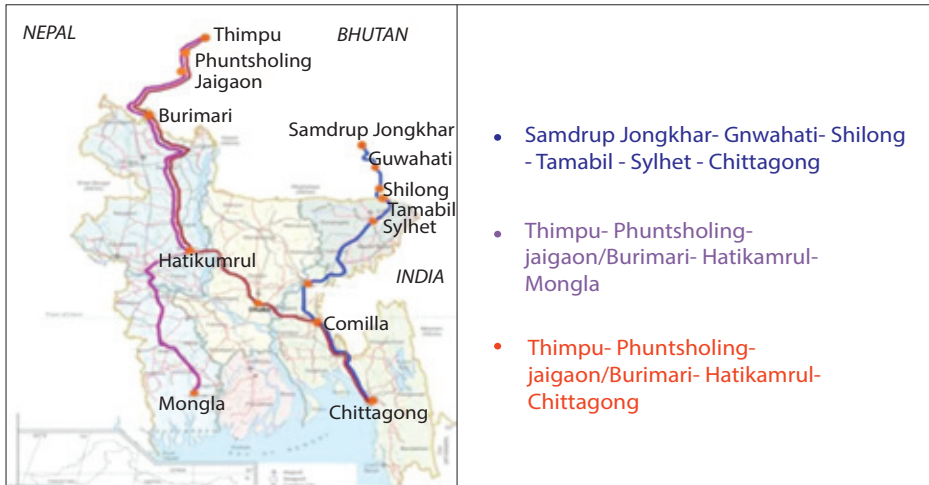 NEPAL
BHUTAN
Thimpu
Phuntsholing
Jaigaon
Burimari
Samdrup Jongkhar
Guwahati
Shilong
Tamabil
Sylhet
Hatikumrul
INDIA
Comilla
Mongla
Chittagong
• Samdrup Jongkhar- Gnwahati- Shilong
- Tamabil - Sylhet - Chittagong
• Thimpu- Phuntsholing-
jaigaon/Burimari- Hatikamrul-
Mongla
• Thimpu- Phuntsholing-
jaigaon/Burimari- Hatikamrul-
Chittagong